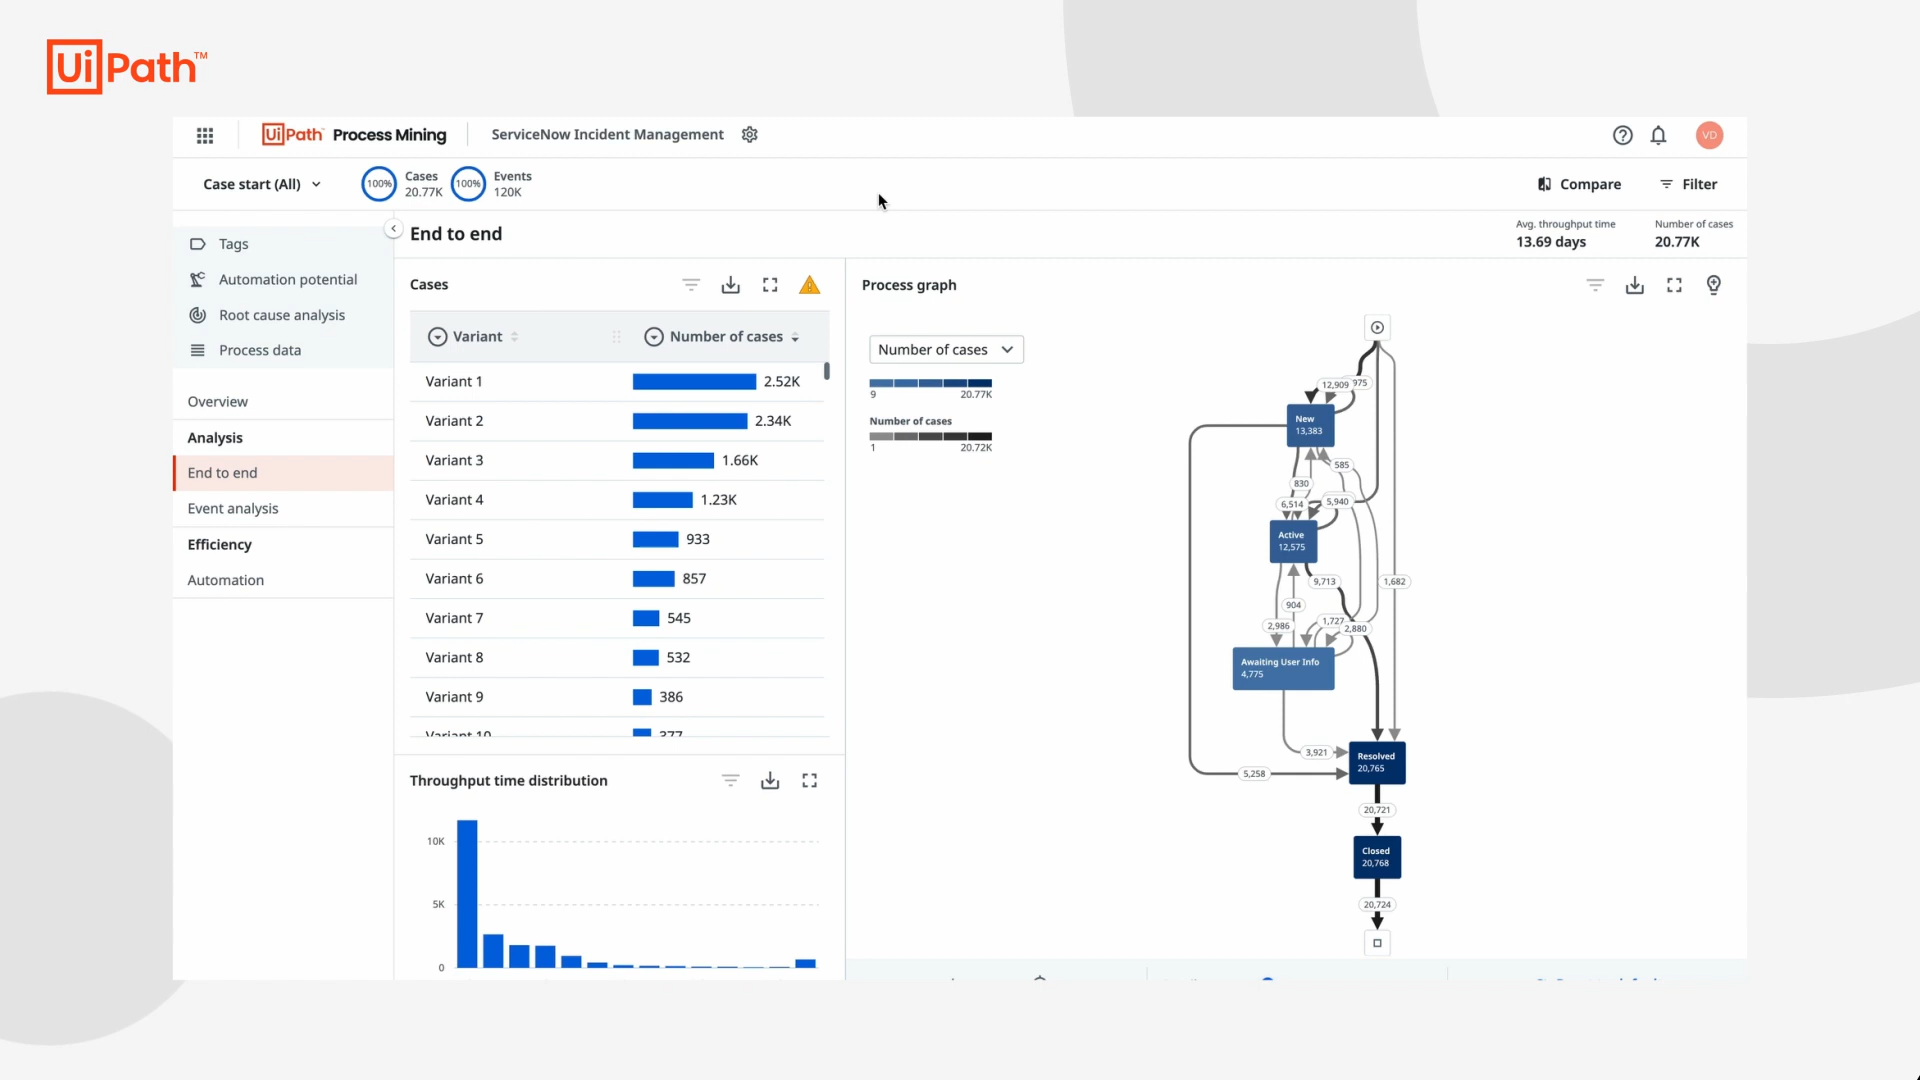 UiPath™
UiPath Process Mining
ServiceNow Incident Management
VD
Case start (All)
100%
Cases
20.77K
100%
Events
120K
Compare
Filter
Tags
Automation potential
Root cause analysis
Process data
Overview
Analysis
End to end
Event analysis
Efficiency
Automation
End to end
Avg. throughput time
13.69 days
Number of cases
20.77K
Cases
Variant
Number of cases
Variant 1
2.52K
Variant 2
2.34K
Variant 3
1.66K
Variant 4
1.23K
Variant 5
933
Variant 6
857
Variant 7
545
Variant 8
532
Variant 9
386
Variant 10
377
Throughput time distribution
10K
5K
0
Process graph
Number of cases
9
20.77K
Number of cases
1
20.72K
12,909
975
New
13,383
585
830
6,514
5,940
Active
12,575
9,713
1,682
904
2,986
1,727
2,880
Awaiting User Info
4,775
3,921
5,258
Resolved
20,765
20,721
Closed
20,768
20,724